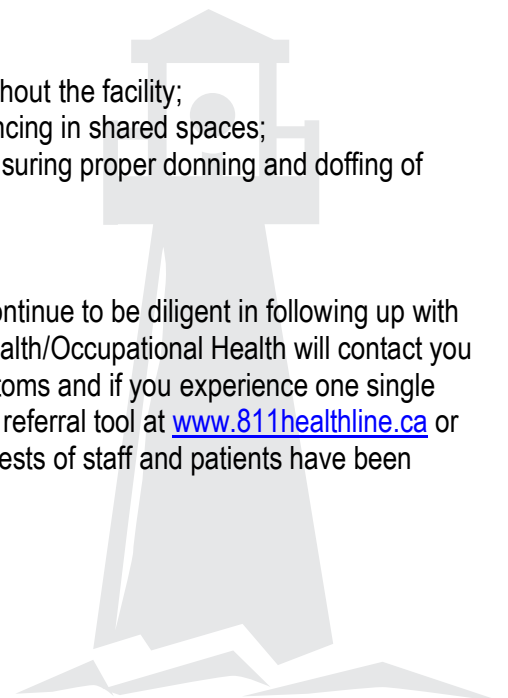 hout the facility;
ncing in shared spaces;
suring proper donning and doffing of
ontinue to be diligent in following up with
alth/Occupational Health will contact you
toms and if you experience one single
referral tool at www.811healthline.ca or
ests of staff and patients have been